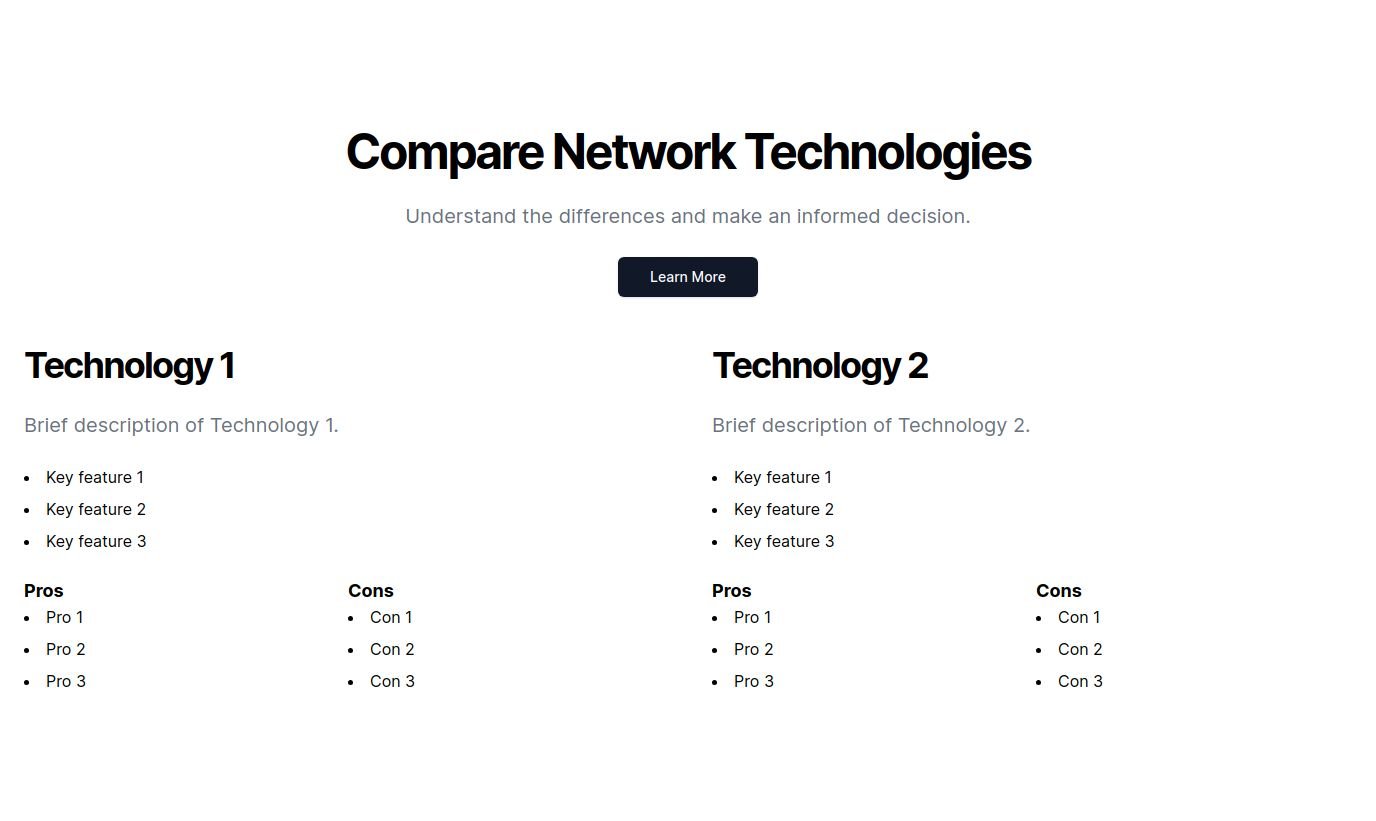 Compare Network Technologies
Understand the differences and make an informed decision.
Learn More
Technology 1
Brief description of Technology 1.
Key feature 1
Key feature 2
Key feature 3
Pros
Pro 1
Pro 2
Pro 3
Cons
Con 1
Con 2
Con 3
Technology 2
Brief description of Technology 2.
Key feature 1
Key feature 2
Key feature 3
Pros
Pro 1
Pro 2
Pro 3
Cons
Con 1
Con 2
Con 3